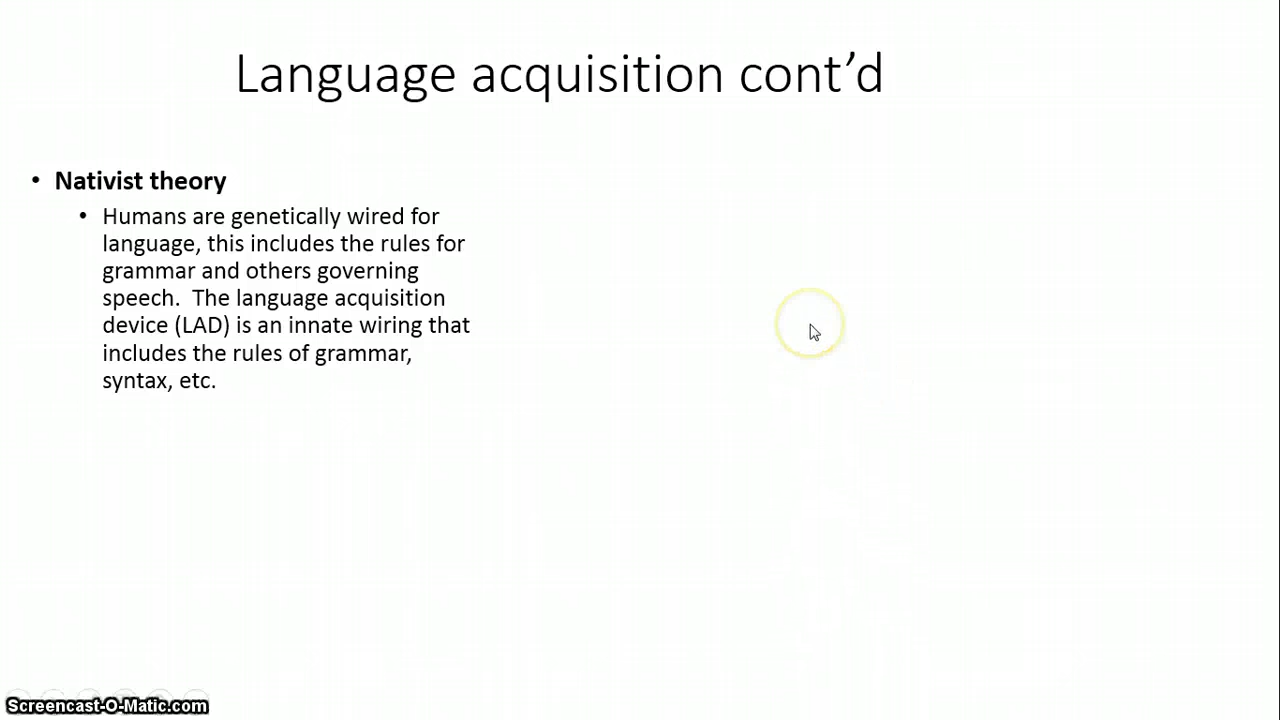 Language acquisition cont’d
• Nativist theory
• Humans are genetically wired for
language, this includes the rules for
grammar and others governing
speech.  The language acquisition
device (LAD) is an innate wiring that
includes the rules of grammar,
syntax, etc.
Screencast-O-Matic.com